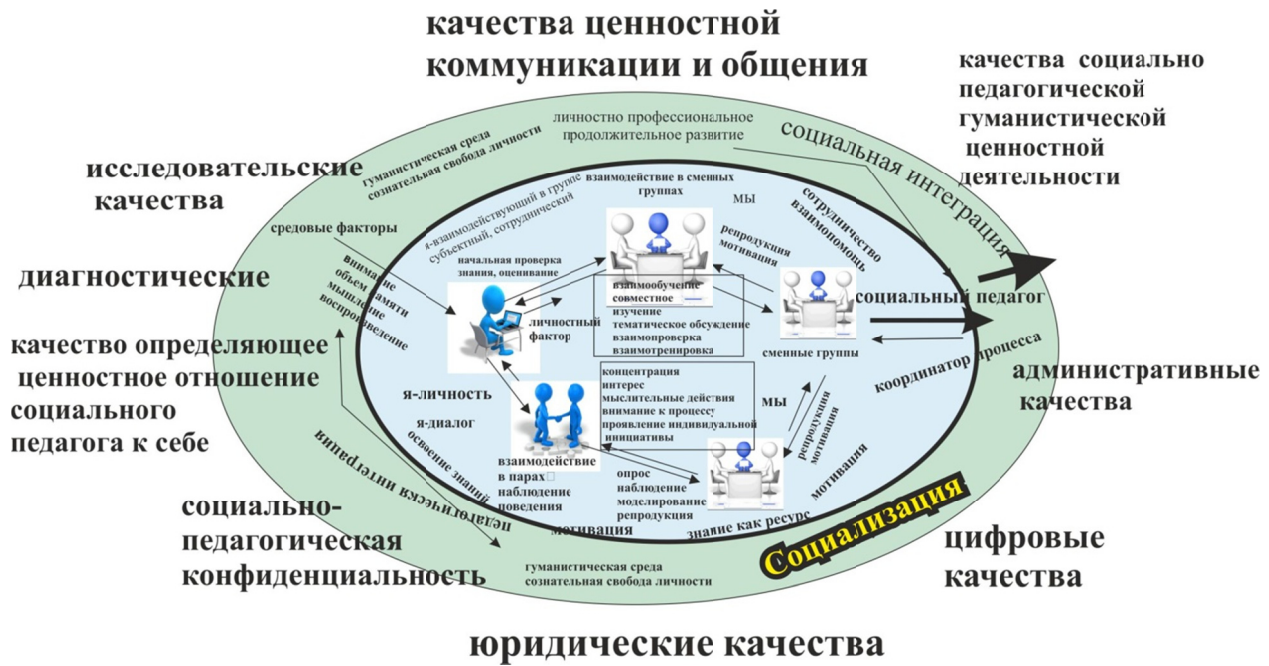 качества ценностной
коммуникации и общения
качества социально
педагогической
гуманистической
ценностной
деятельности
исследовательские
качества
диагностические
качество определяющее
ценностное отношение
социального
педагога к себе
социально-
педагогическая
конфиденциальность
юридические качества
цифровые
качества
административные
качества
гуманистическая среда
сознательная свобода личности
личностно профессиональное
продолжительное развитие
социальная интеграция
средовые факторы
педагогическя интеграция
гуманистическая среда
сознательная свобода личности
Социализация
я-взаимодействующий в группе
субъектный, сотруднический
взаимодействие в сменных
группах
мы
сотрудничество
взаимопомощь
внимание
объем памяти
мышление
воспроизведение
начальная проверка
знания, оценивание
репродукция
мотивация
личностный
фактор
взаимообучение
совместное
изучение
тематическое обсуждение
взаимопроверка
взаимотренировка
социальный педагог
сменные группы
координатор процесса
концентрация
интерес
мыслительные действия
внимание к процессу
проявление индивидуальной
инициативы
мы
я-личность
я-диалог
освоение знаний
взаимодействие
в парах
наблюдение
поведения
опрос
наблюдение
моделирование
репродукция
репродукция
мотивация
мотивация
знание как ресурс
мотивация